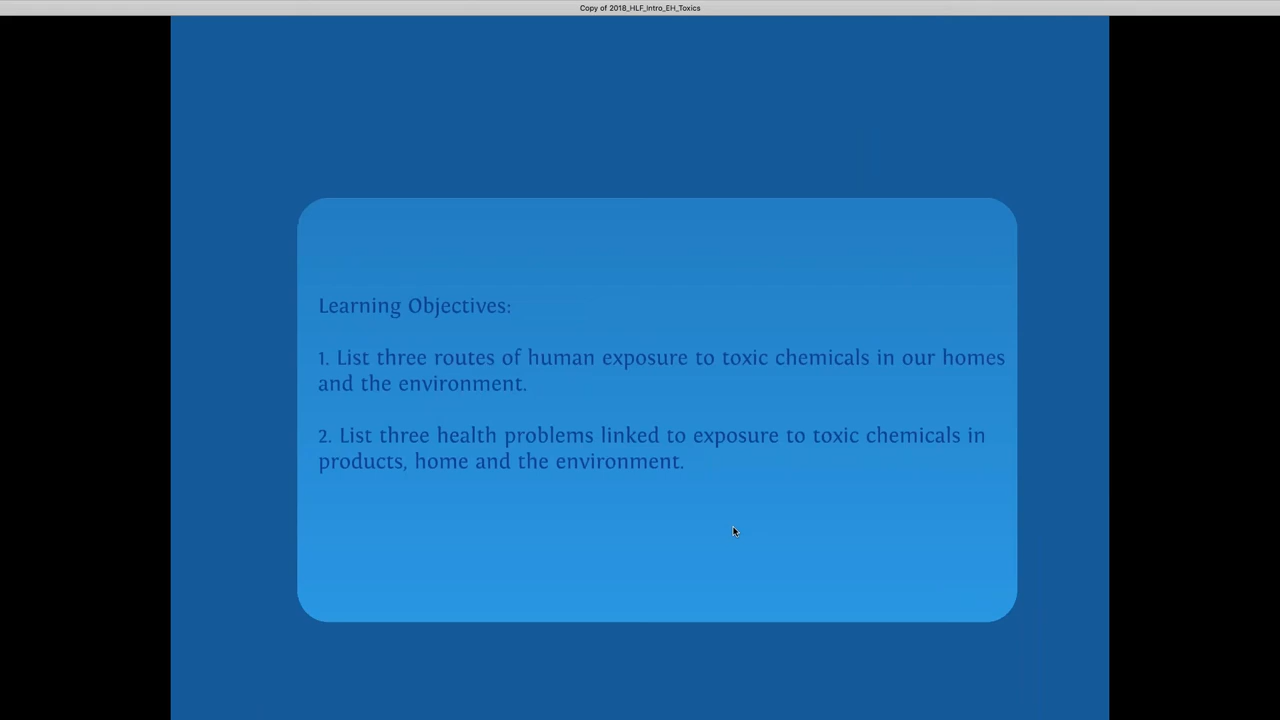 Copy of 2018_HLF_Intro_EH_Toxics
Learning Objectives:
1. List three routes of human exposure to toxic chemicals in our homes
and the environment.
2. List three health problems linked to exposure to toxic chemicals in
products, home and the environment.